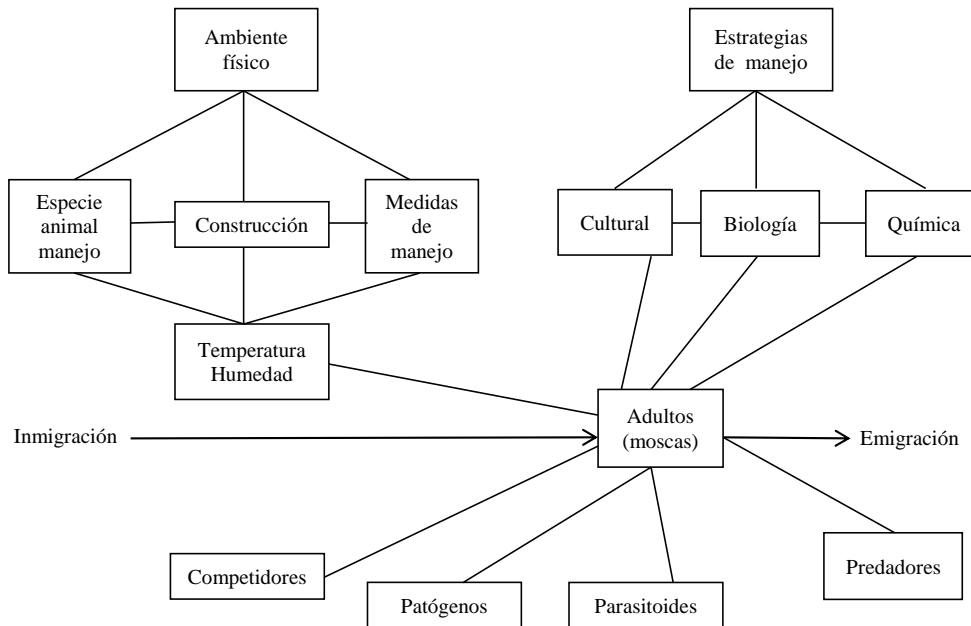 Ambiente
físico
Estrategias
de manejo
Especie
animal
manejo
Construcción
Medidas
de
manejo
Cultural
Biología
Química
Temperatura
Humedad
Adultos
(moscas)
Inmigración
Emigración
Competidores
Patógenos
Parasitoides
Predadores